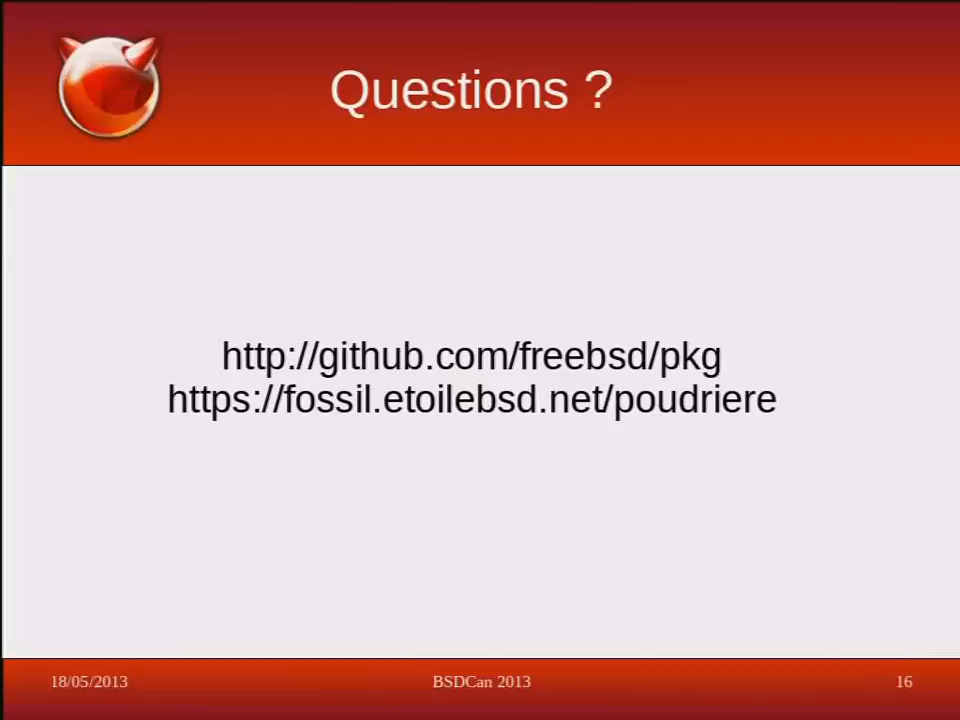 Questions ?
http://github.com/freebsd/pkg
https://fossil.etoilebsd.net/poudriere
18/05/2013
BSDCan 2013
16